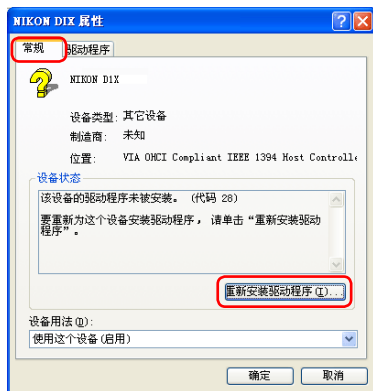 NIKON D1X 属性
常规 驱动程序
NIKON D1X
设备类型: 其它设备
制造商: 未知
位置: VIA OHCI Compliant IEEE 1394 Host Controlle
设备状态
该设备的驱动程序未被安装。 (代码 28)
要重新为这个设备安装驱动程序， 请单击“重新安装驱动
程序”。
重新安装驱动程序(I)...
设备用法(D):
使用这个设备(启用)
确定 取消